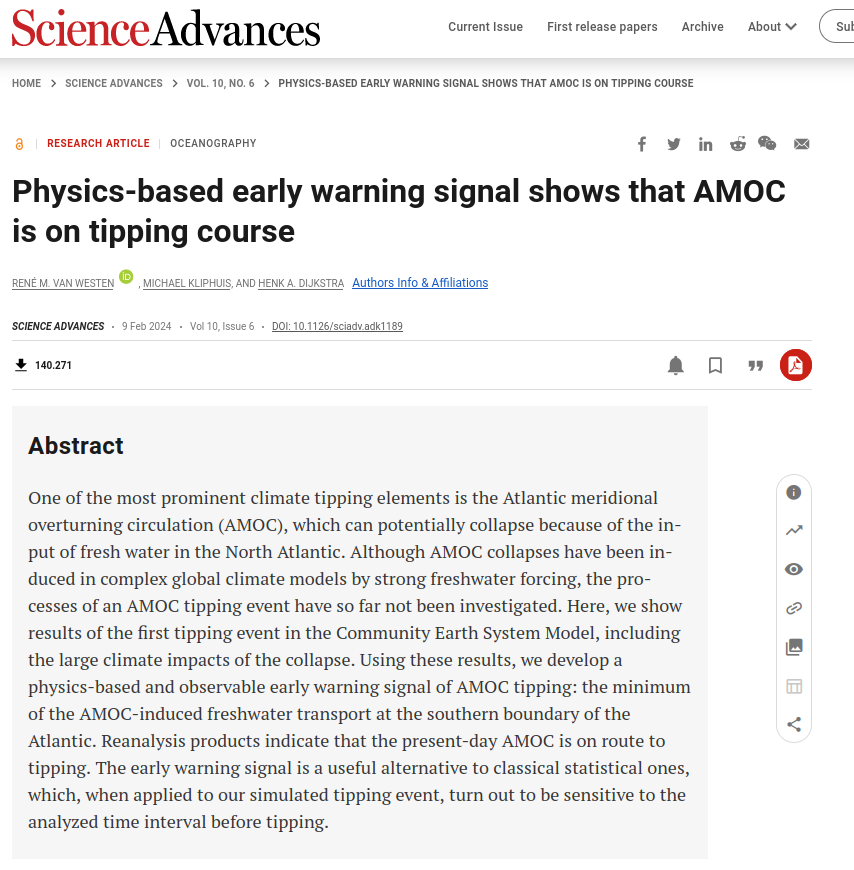 ScienceAdvances
Current Issue First release papers Archive About Sub
HOME > SCIENCE ADVANCES > VOL. 10, NO. 6 > PHYSICS-BASED EARLY WARNING SIGNAL SHOWS THAT AMOC IS ON TIPPING COURSE
RESEARCH ARTICLE | OCEANOGRAPHY
Physics-based early warning signal shows that AMOC
is on tipping course
RENÉ M. VAN WESTEN iD , MICHAEL KLIPHUIS, AND HENK A. DIJKSTRA Authors Info & Affiliations
SCIENCE ADVANCES · 9 Feb 2024 · Vol 10, Issue 6 · DOI: 10.1126/sciadv.adk1189
140.271
Abstract
One of the most prominent climate tipping elements is the Atlantic meridional
overturning circulation (AMOC), which can potentially collapse because of the in-
put of fresh water in the North Atlantic. Although AMOC collapses have been in-
duced in complex global climate models by strong freshwater forcing, the pro-
cesses of an AMOC tipping event have so far not been investigated. Here, we show
results of the first tipping event in the Community Earth System Model, including
the large climate impacts of the collapse. Using these results, we develop a
physics-based and observable early warning signal of AMOC tipping: the minimum
of the AMOC-induced freshwater transport at the southern boundary of the
Atlantic. Reanalysis products indicate that the present-day AMOC is on route to
tipping. The early warning signal is a useful alternative to classical statistical ones,
which, when applied to our simulated tipping event, turn out to be sensitive to the
analyzed time interval before tipping.